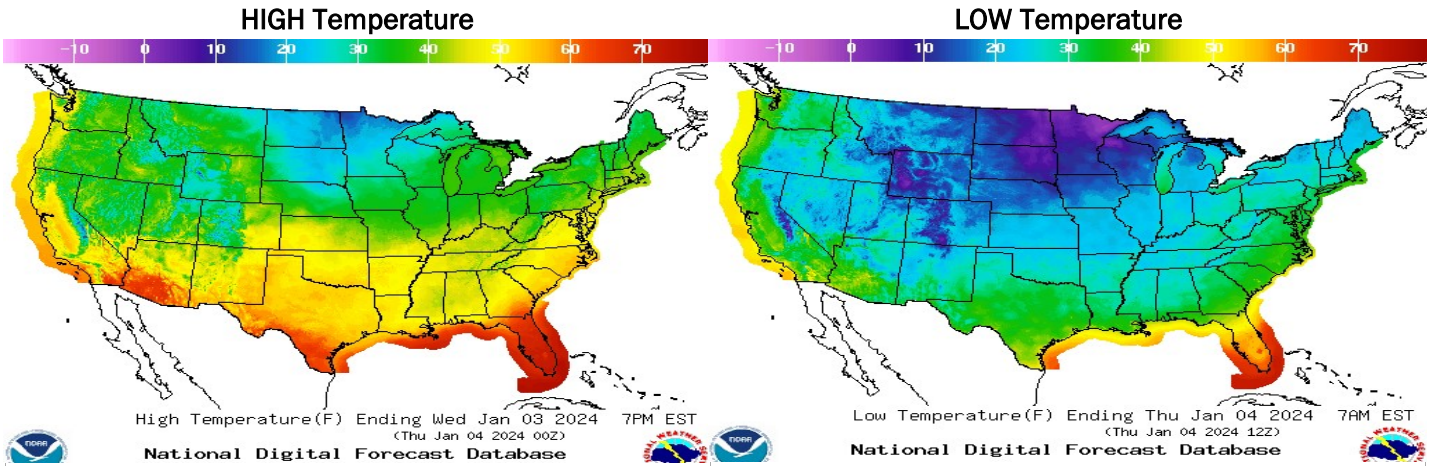 HIGH Temperature
-10 0 10 20 30 40 50 60 70
High Temperature(F) Ending Wed Jan 03 2024 7PM EST
(Thu Jan 04 2024 00Z)
National Digital Forecast Database
noaa
LOW Temperature
-10 0 10 20 30 40 50 60 70
Low Temperature(F) Ending Thu Jan 04 2024 7AM EST
(Thu Jan 04 2024 12Z)
National Digital Forecast Database
noaa